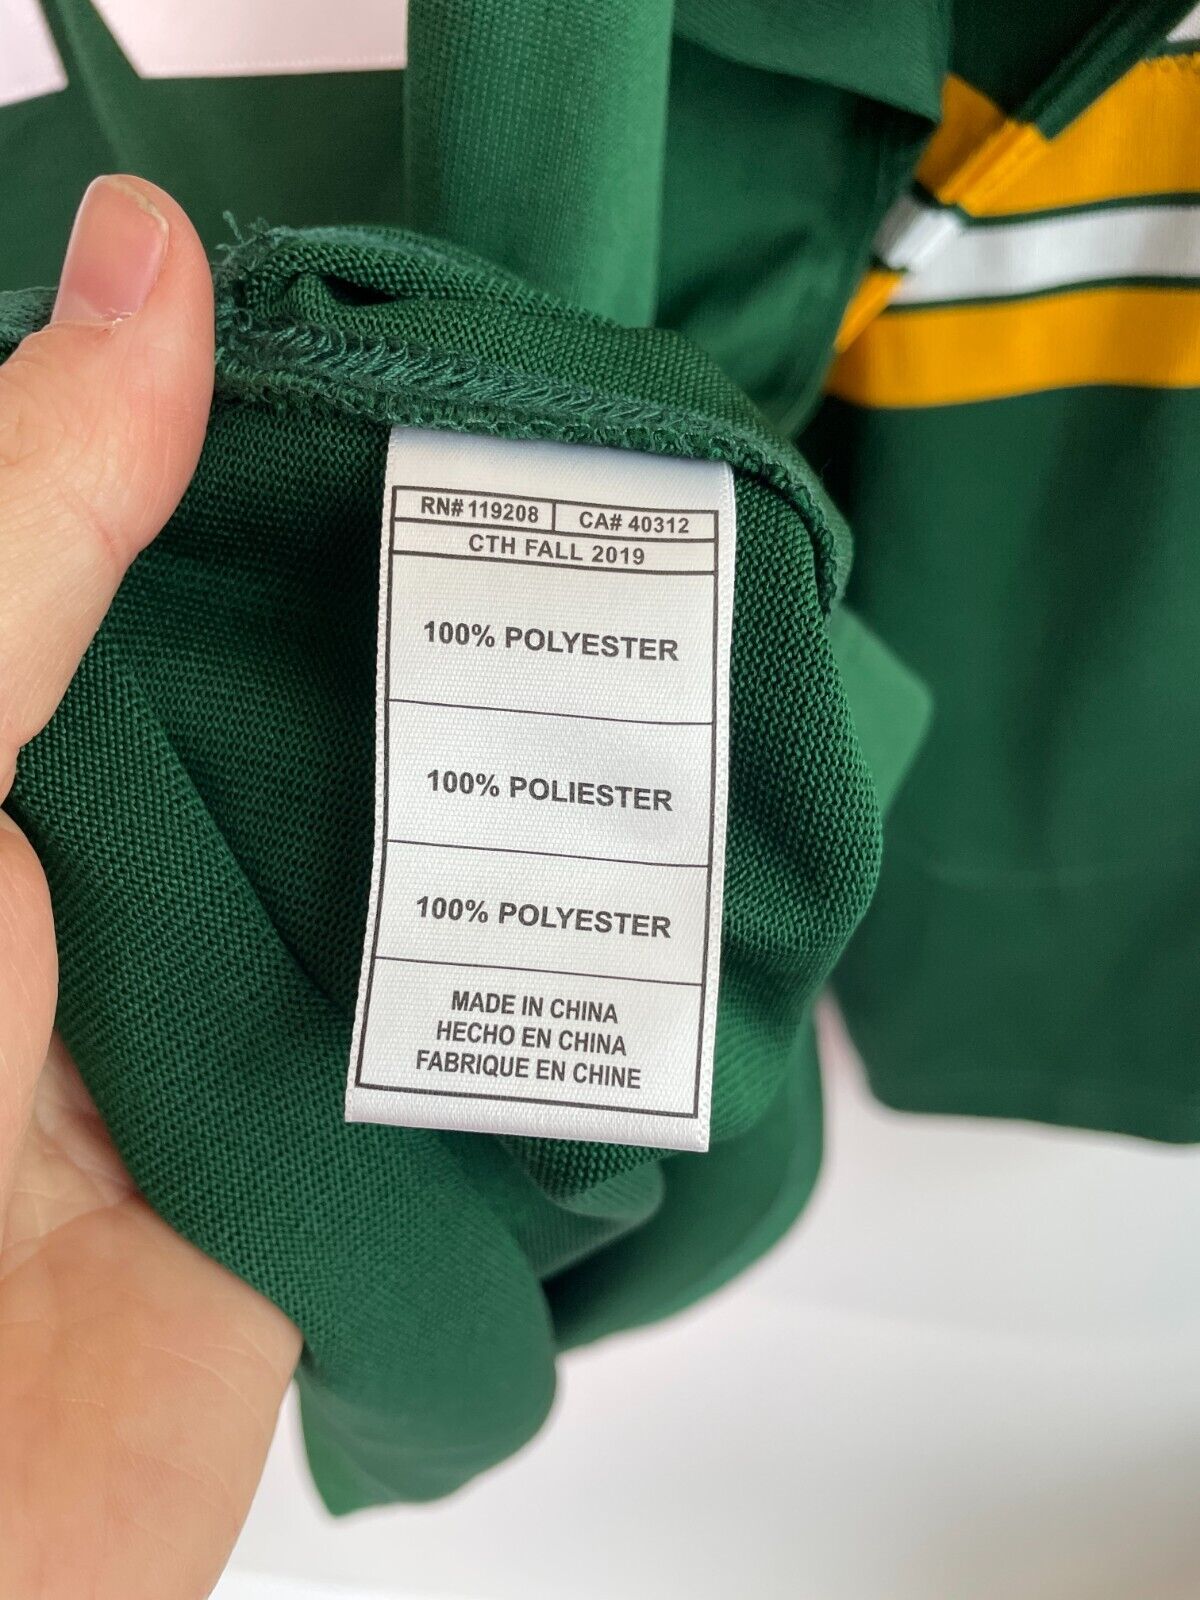 RN# 119208 CA# 40312
CTH FALL 2019
100% POLYESTER
100% POLIESTER
100% POLYESTER
MADE IN CHINA
HECHO EN CHINA
FABRIQUE EN CHINE